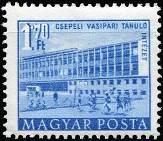 CSEPELI VASIPARI TANULÓ
INTÉZET
1.70
Ft
MAGYAR POSTA